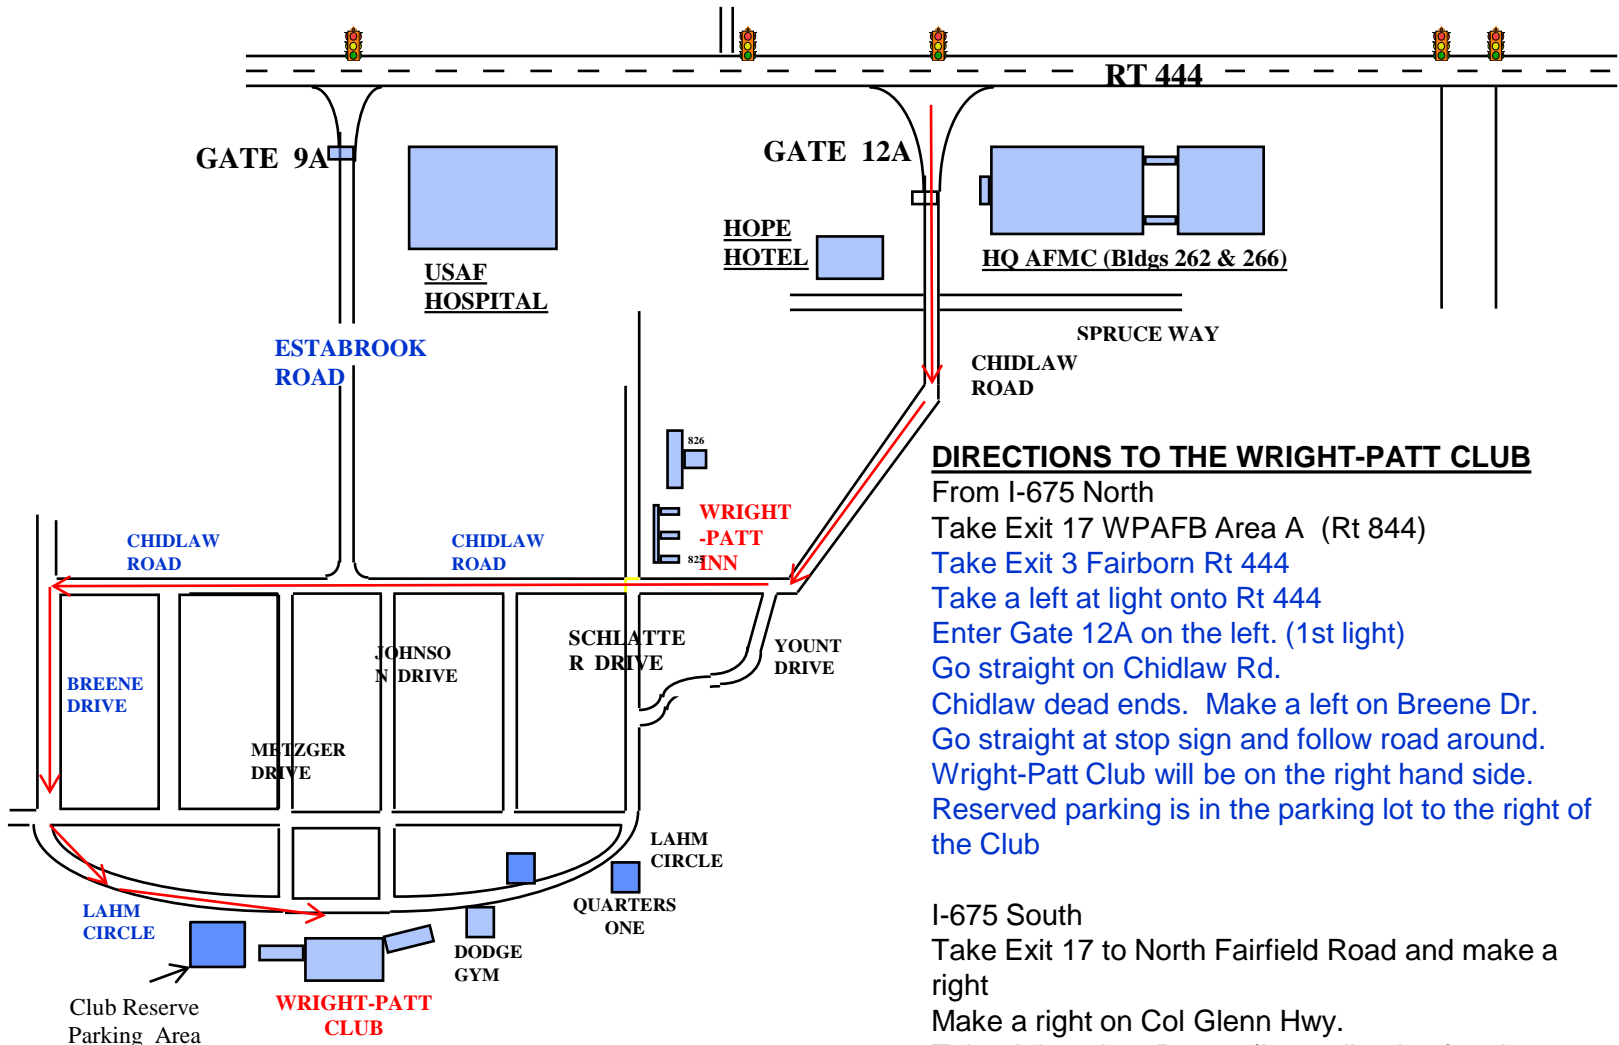 RT 444
GATE 9A
GATE 12A
HOPE
HOTEL
HQ AFMC (Bldgs 262 & 266)
USAF
HOSPITAL
SPRUCE WAY
ESTABROOK
ROAD
CHIDLAW
ROAD
826
WRIGHT
-PATT
INN
825
CHIDLAW
ROAD
CHIDLAW
ROAD
SCHLATTE
R DRIVE
JOHNSO
N DRIVE
YOUNT
DRIVE
BREENE
DRIVE
METZGER
DRIVE
LAHM
CIRCLE
LAHM
CIRCLE
QUARTERS
ONE
DODGE
GYM
WRIGHT-PATT
CLUB
Club Reserve
Parking Area
DIRECTIONS TO THE WRIGHT-PATT CLUB
From I-675 North
Take Exit 17 WPAFB Area A (Rt 844)
Take Exit 3 Fairborn Rt 444
Take a left at light onto Rt 444
Enter Gate 12A on the left. (1st light)
Go straight on Chidlaw Rd.
Chidlaw dead ends. Make a left on Breene Dr.
Go straight at stop sign and follow road around.
Wright-Patt Club will be on the right hand side.
Reserved parking is in the parking lot to the right of
the Club
I-675 South
Take Exit 17 to North Fairfield Road and make a
right
Make a right on Col Glenn Hwy.